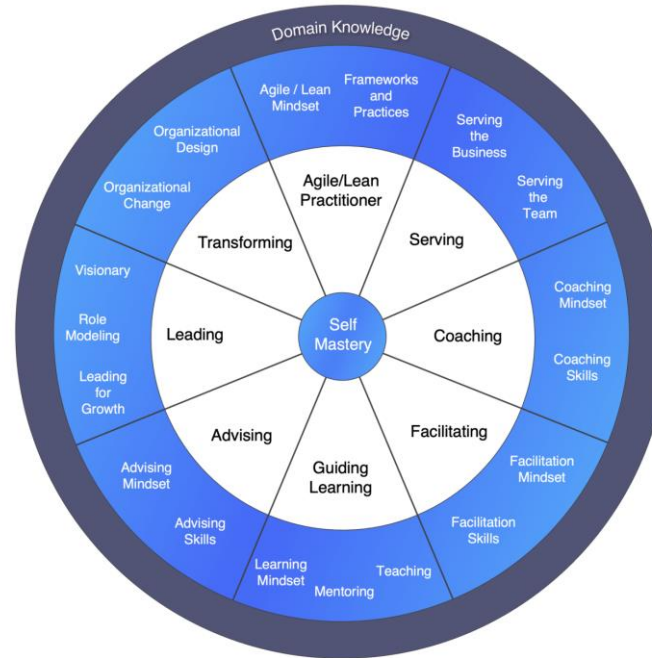 Domain Knowledge
Agile / Lean
Mindset
Frameworks
and
Practices
Serving
the
Business
Serving
the
Team
Coaching
Mindset
Coaching
Skills
Facilitation
Mindset
Facilitation
Skills
Teaching
Mentoring
Learning
Mindset
Advising
Skills
Advising
Mindset
Leading
for
Growth
Role
Modeling
Visionary
Organizational
Change
Organizational
Design
Agile/Lean
Practitioner
Serving
Coaching
Facilitating
Guiding
Learning
Advising
Leading
Transforming
Self
Mastery